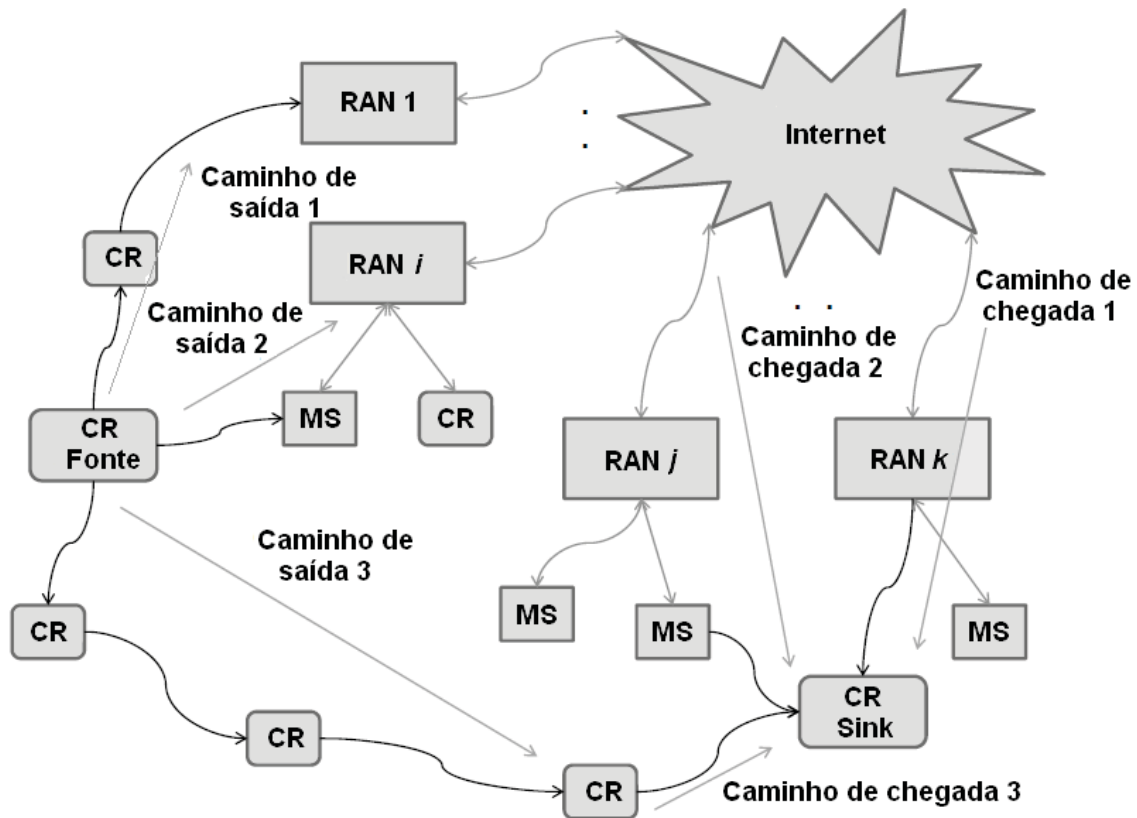 RAN 1
Internet
Caminho de
saída 1
CR
RAN i
Caminho de
saída 2
Caminho de
chegada 1
Caminho de
chegada 2
MS
CR
CR
Fonte
RAN j
RAN k
Caminho de
saída 3
MS
MS
MS
CR
CR
Sink
CR
CR
Caminho de chegada 3